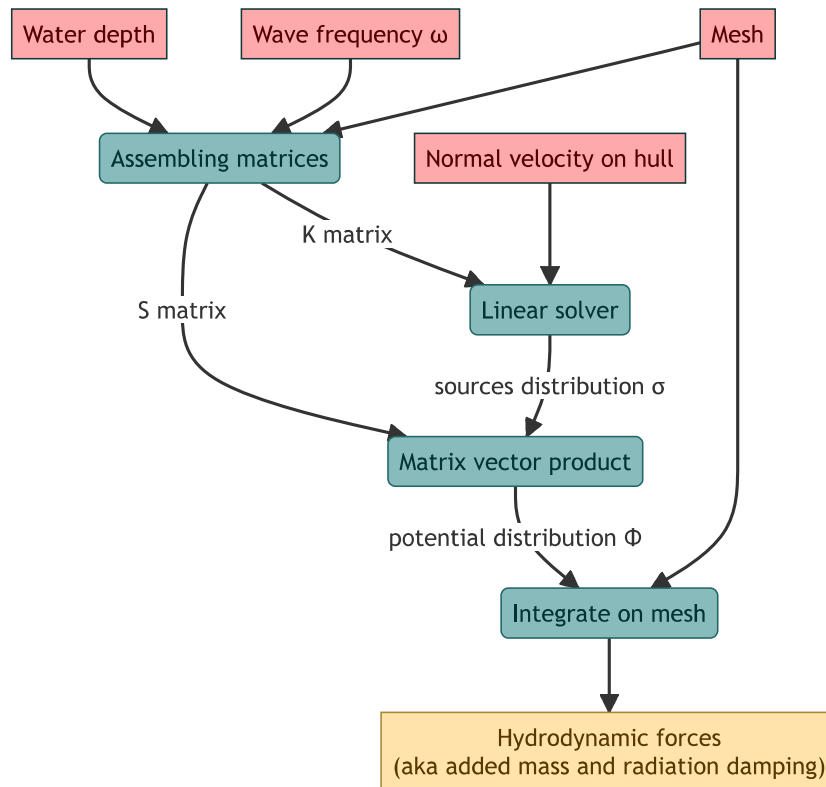 Water depth
Wave frequency ω
Mesh
Assembling matrices
Normal velocity on hull
K matrix
S matrix
Linear solver
sources distribution σ
Matrix vector product
potential distribution Φ
Integrate on mesh
Hydrodynamic forces
(aka added mass and radiation damping)